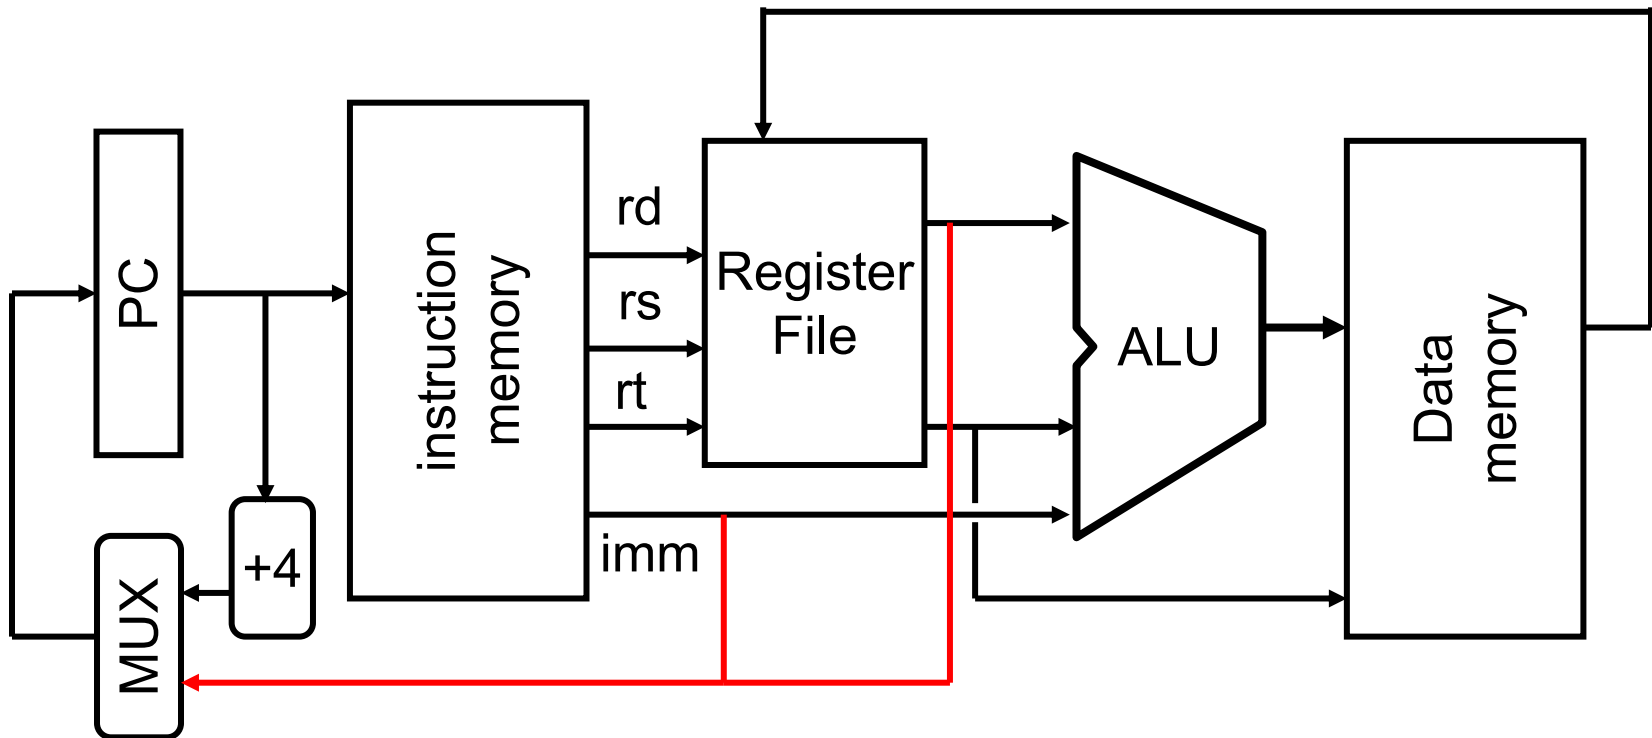 PC
+4
MUX
instruction
memory
rd
rs
rt
imm
Register
File
ALU
Data
memory